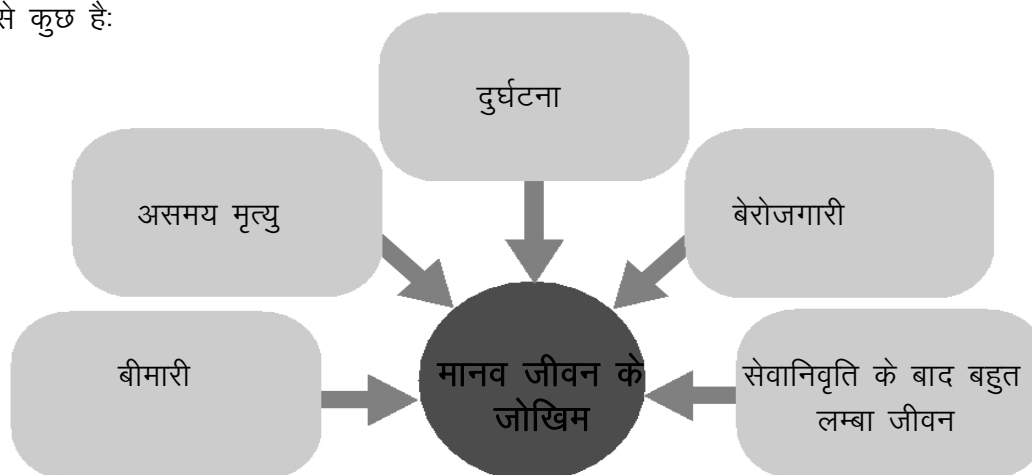 से कुछ है:
दुर्घटना
असमय मृत्यु
बेरोजगारी
बीमारी
मानव जीवन के
जोखिम
सेवानिवृति के बाद बहुत
लम्बा जीवन